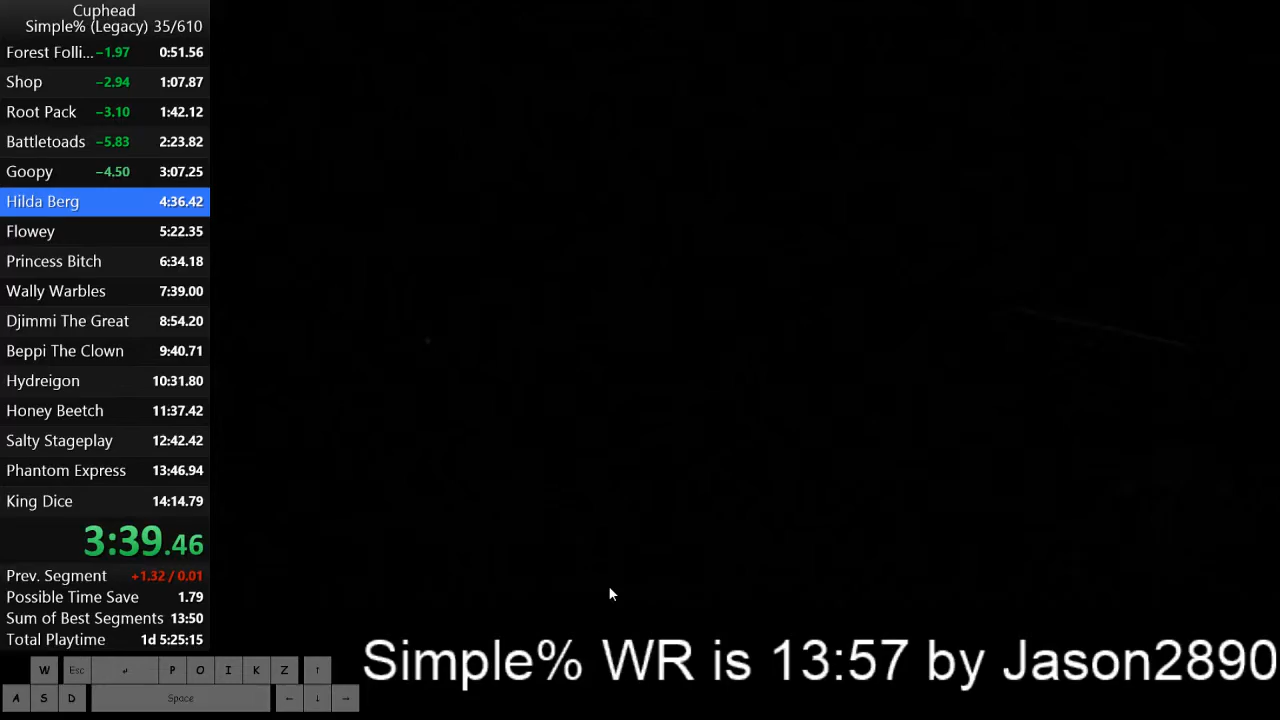 Cuphead
Simple% (Legacy) 35/610
Forest Folli... −1.97 0:51.56
Shop −2.94 1:07.87
Root Pack −3.10 1:42.12
Battletoads −5.83 2:23.82
Goopy −4.50 3:07.25
Hilda Berg 4:36.42
Flowey 5:22.35
Princess Bitch 6:34.18
Wally Warbles 7:39.00
Djimmi The Great 8:54.20
Beppi The Clown 9:40.71
Hydreigon 10:31.80
Honey Beetch 11:37.42
Salty Stageplay 12:42.42
Phantom Express 13:46.94
King Dice 14:14.79
3:39.46
Prev. Segment +1.32 / 0.01
Possible Time Save 1.79
Sum of Best Segments 13:50
Total Playtime 1d 5:25:15
W Esc ↵ P O I K Z ↑
A S D Space ← ↓ →
Simple% WR is 13:57 by Jason2890